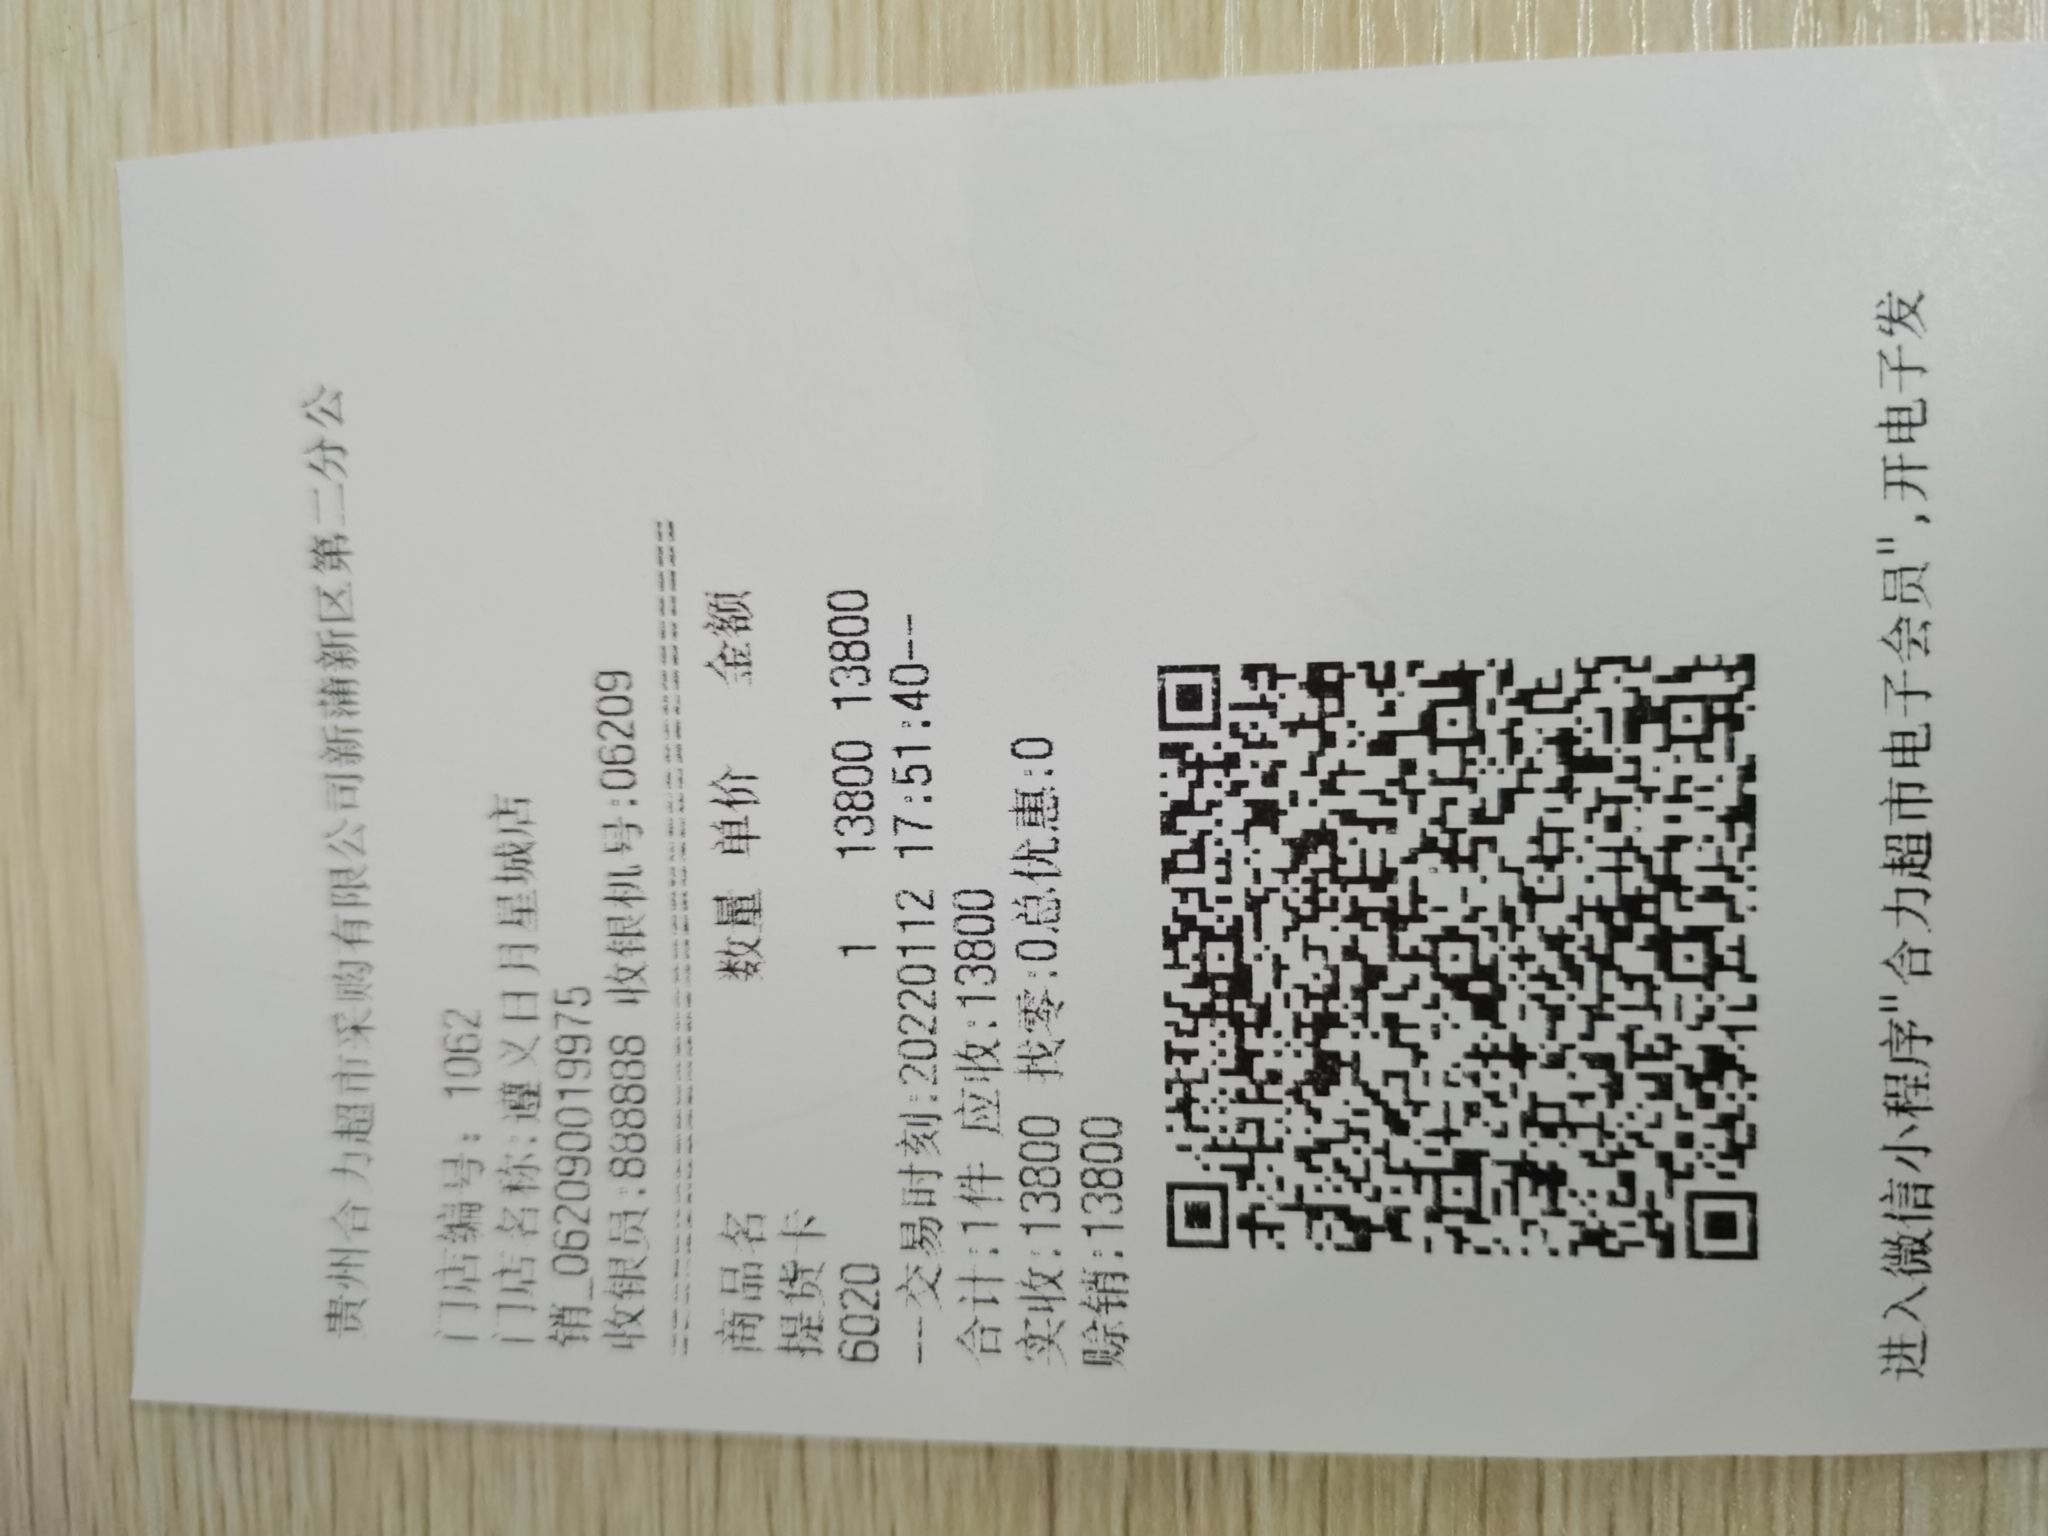 贵州合力超市采购有限公司新蒲新区第二分公
门店编号: 1062
门店名称:遵义日月星城店
销_0620900199975
收银员:888888 收银机号:06209
商品名 数量 单价 金额
提货卡
6020 1 13800 13800
---交易时刻:20220112 17:51:40--
合计:1件 应收:13800
实收:13800 找零:0总优惠:0
赊销:13800
进入微信小程序"合力超市电子会员",开电子发